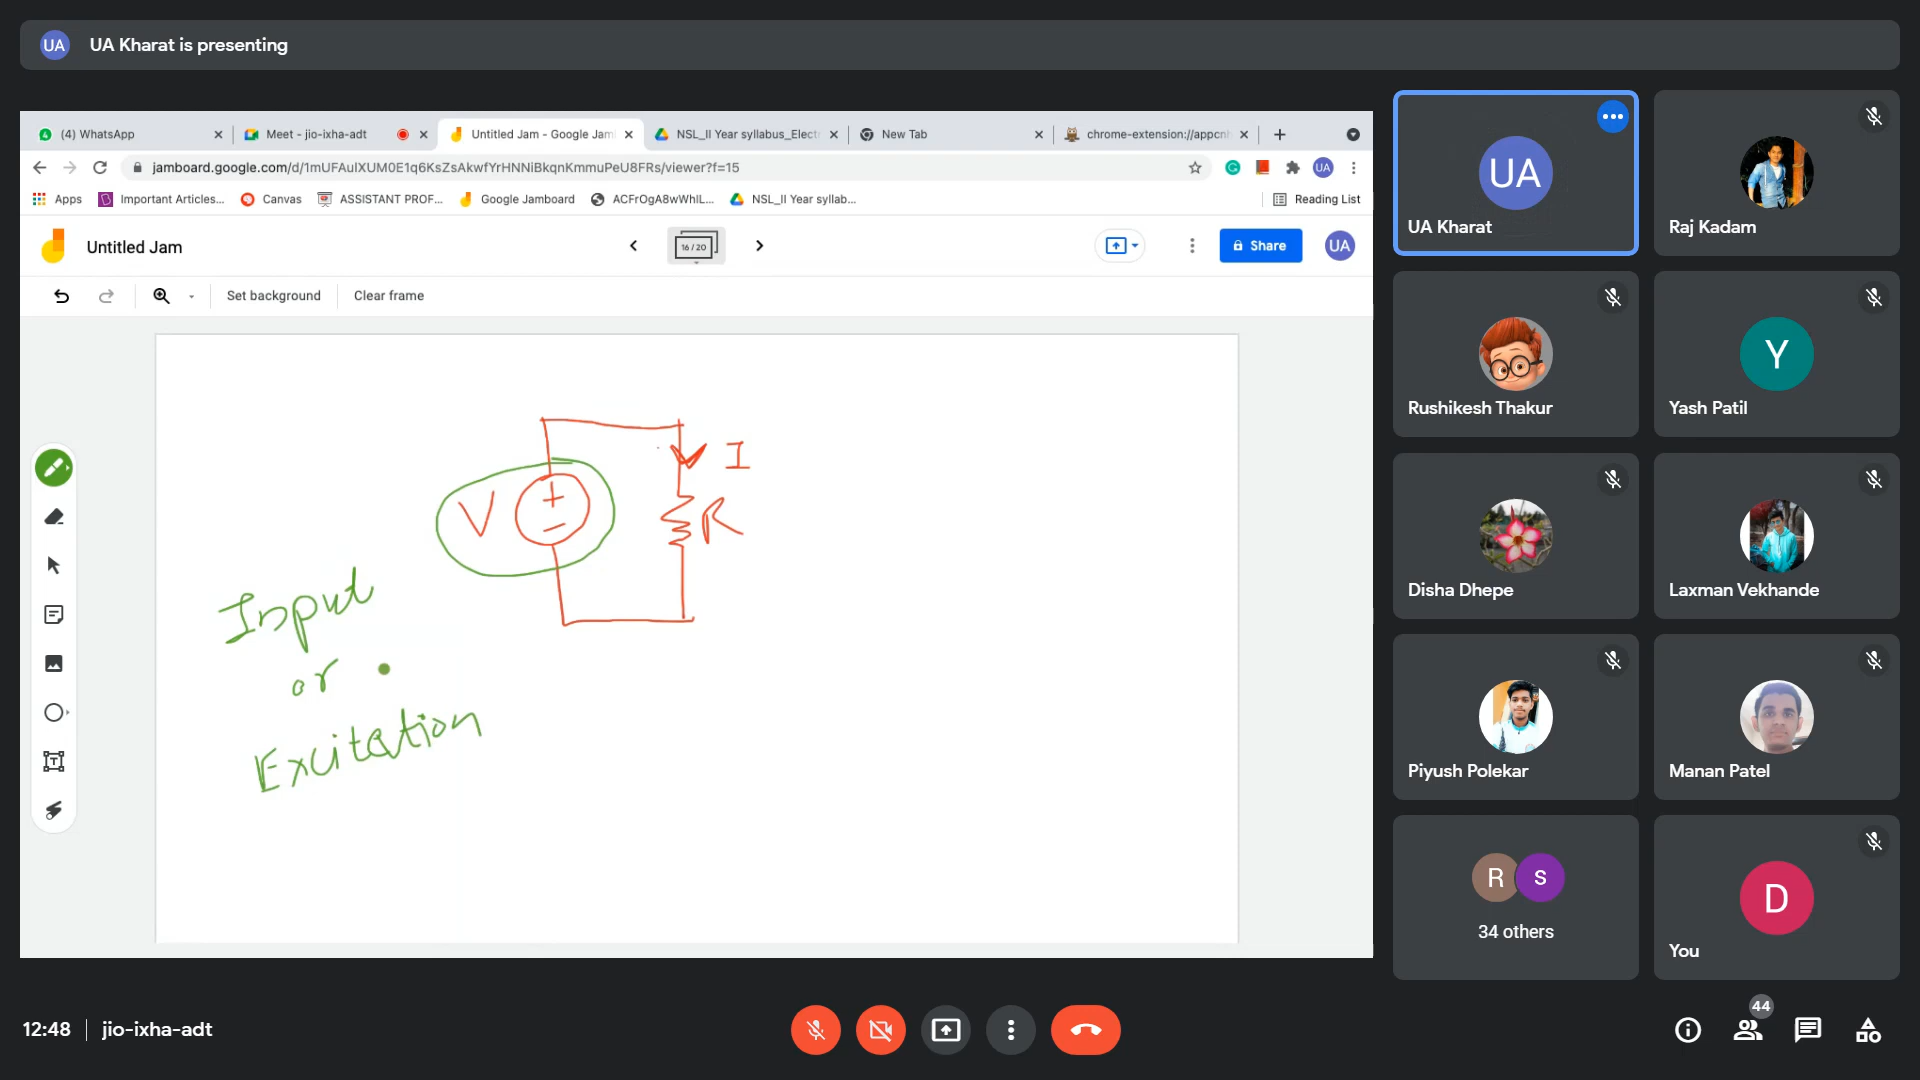 UA UA Kharat is presenting
(4) WhatsApp
Meet - jio-ixha-adt
Untitled Jam - Google Jam
NSL_II Year syllabus_Elect
New Tab
chrome-extension://appcn
jamboard.google.com/d/1mUFAulXUM0E1q6KsZsAkwfYrHNNiBkqnKmmuPeU8FRs/viewer?f=15
UA
Apps
Important Articles...
Canvas
ASSISTANT PROF...
Google Jamboard
ACFrOgA8wWhIL...
NSL_II Year syllab...
Reading List
Untitled Jam
16 / 20
Share
UA
Set background
Clear frame
I
V + −
R
Input
or
Excitation
UA
UA Kharat
Raj Kadam
Rushikesh Thakur
Y
Yash Patil
Disha Dhepe
Laxman Vekhande
Piyush Polekar
Manan Patel
R S
34 others
D
You
12:48 | jio-ixha-adt
44